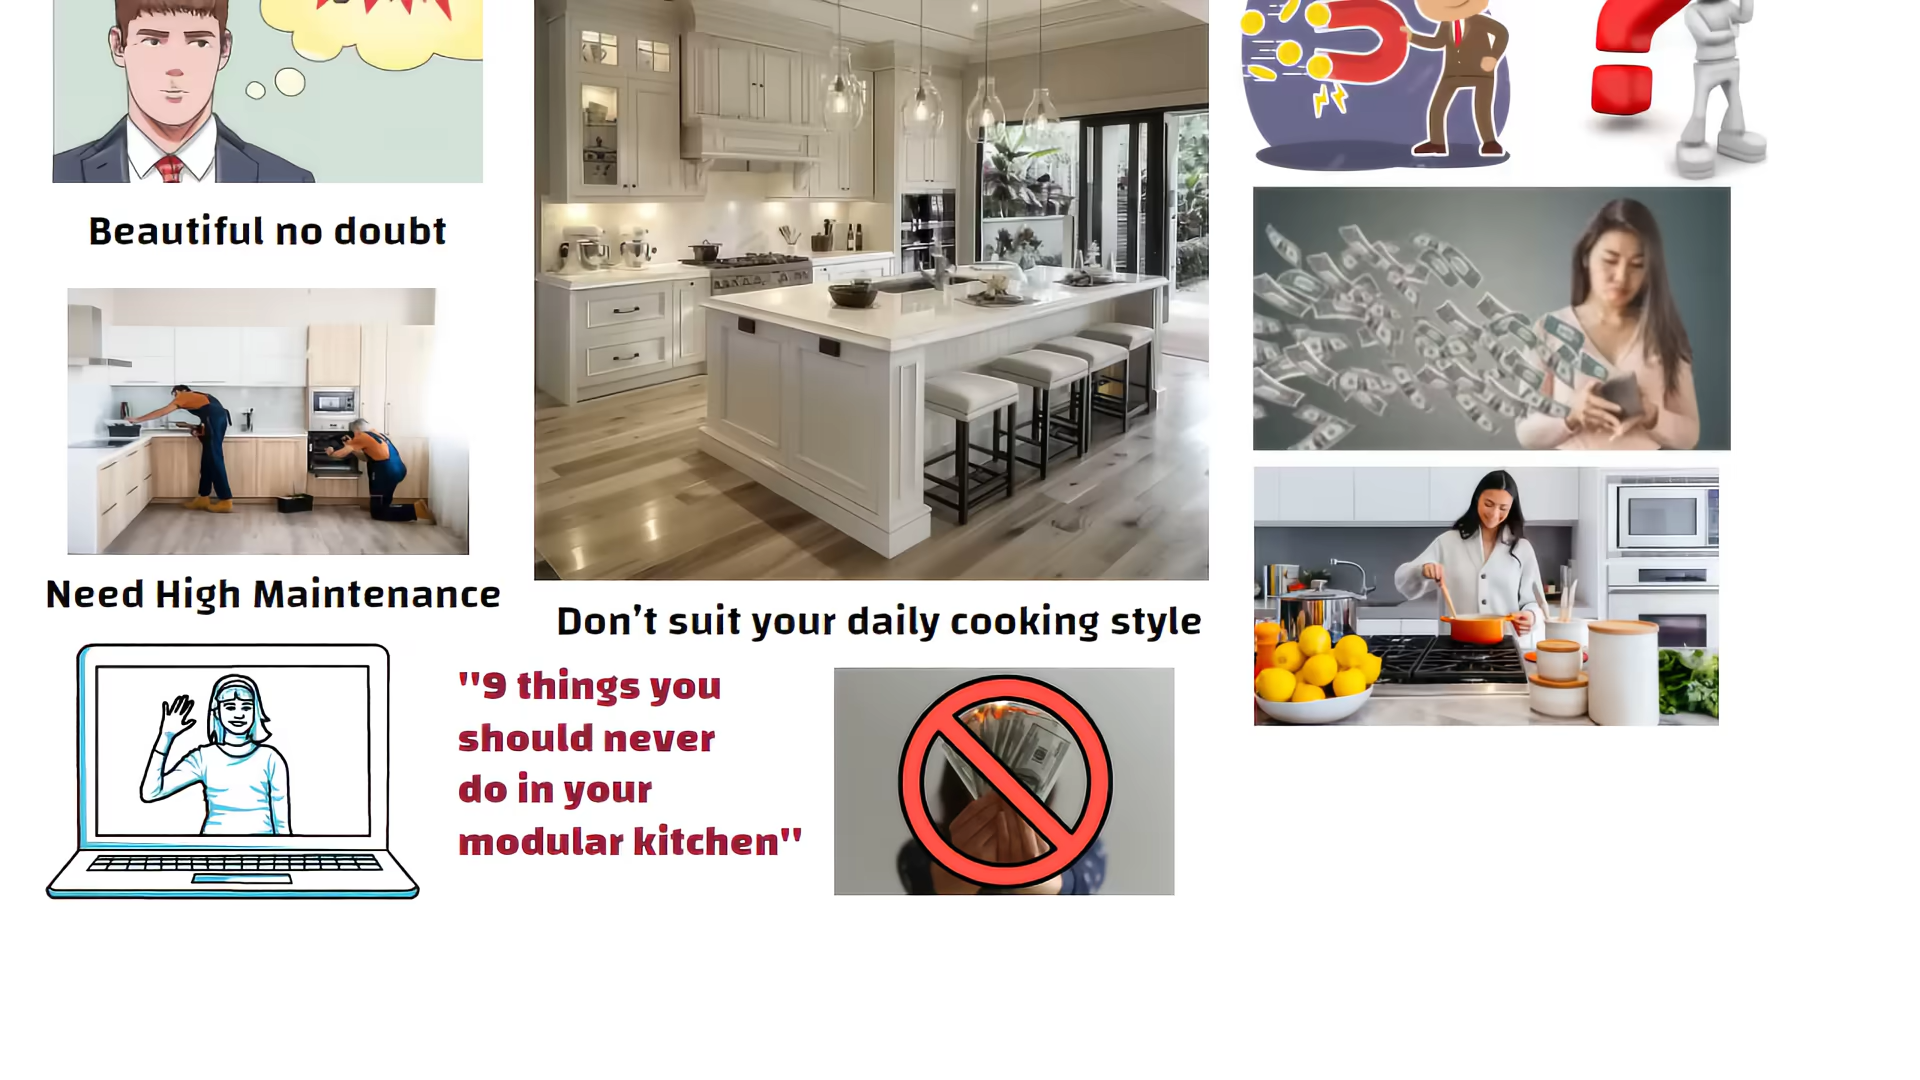 Beautiful no doubt
Need High Maintenance
Don't suit your daily cooking style
"9 things you
should never
do in your
modular kitchen"